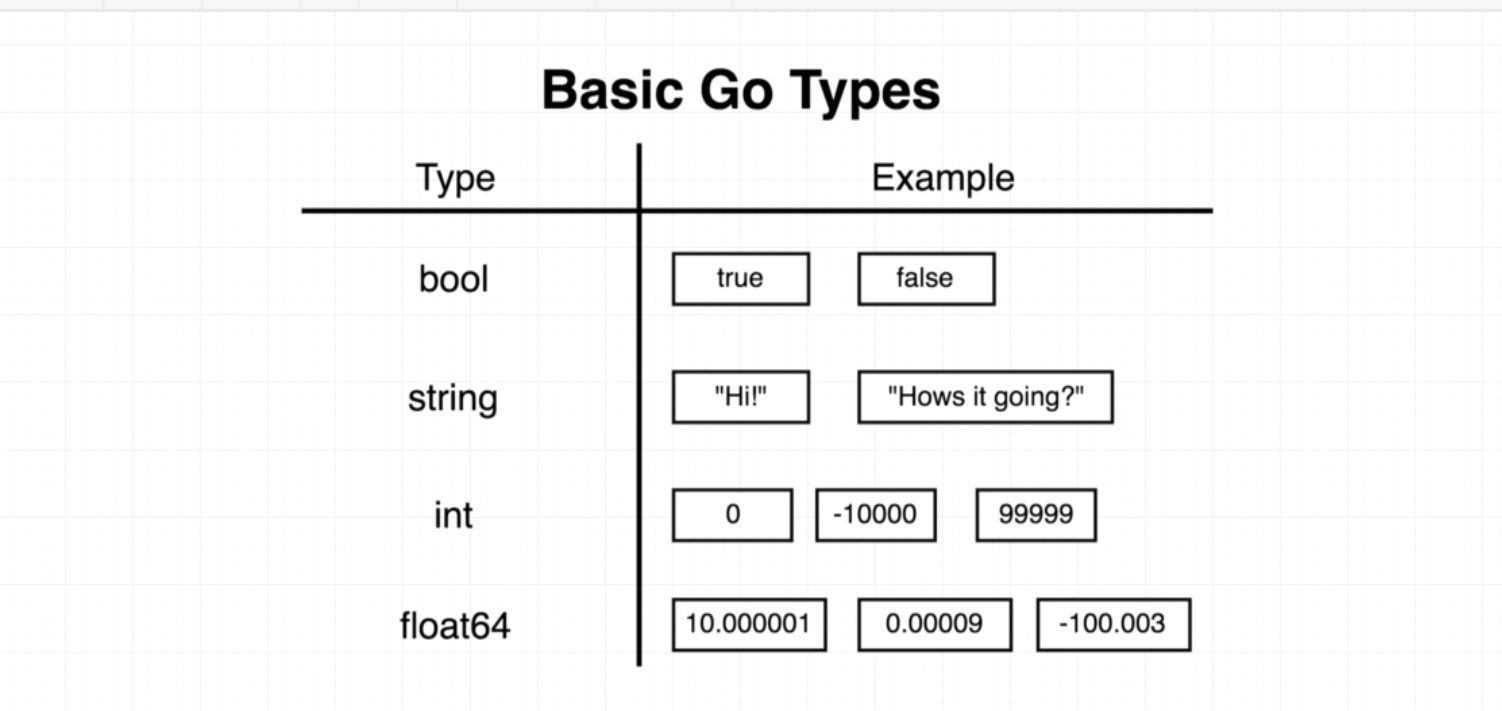 Basic Go Types
Type Example
bool true false
string "Hi!" "Hows it going?"
int 0 -10000 99999
float64 10.000001 0.00009 -100.003